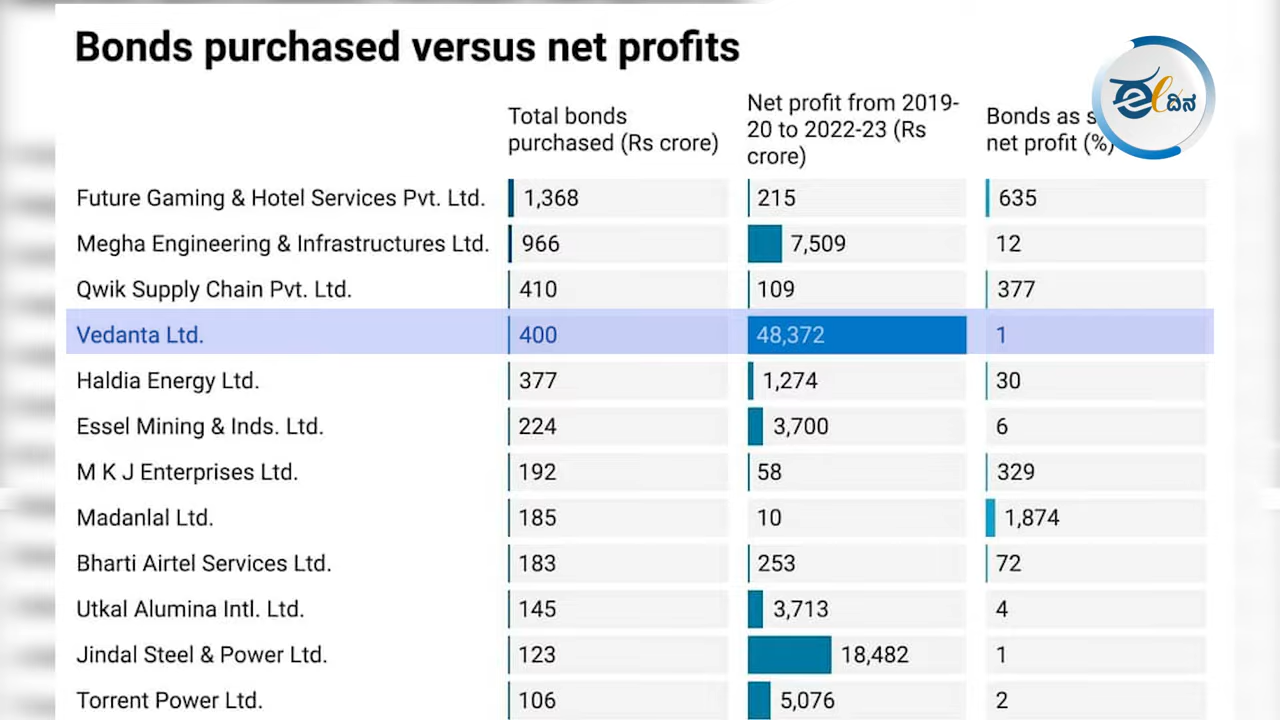 Bonds purchased versus net profits
Total bonds
purchased (Rs crore)
Net profit from 2019-
20 to 2022-23 (Rs
crore)
Bonds as
net profit (%)
ಈ ದಿನ
Future Gaming & Hotel Services Pvt. Ltd. 1,368 215 635
Megha Engineering & Infrastructures Ltd. 966 7,509 12
Qwik Supply Chain Pvt. Ltd. 410 109 377
Vedanta Ltd. 400 48,372 1
Haldia Energy Ltd. 377 1,274 30
Essel Mining & Inds. Ltd. 224 3,700 6
M K J Enterprises Ltd. 192 58 329
Madanlal Ltd. 185 10 1,874
Bharti Airtel Services Ltd. 183 253 72
Utkal Alumina Intl. Ltd. 145 3,713 4
Jindal Steel & Power Ltd. 123 18,482 1
Torrent Power Ltd. 106 5,076 2